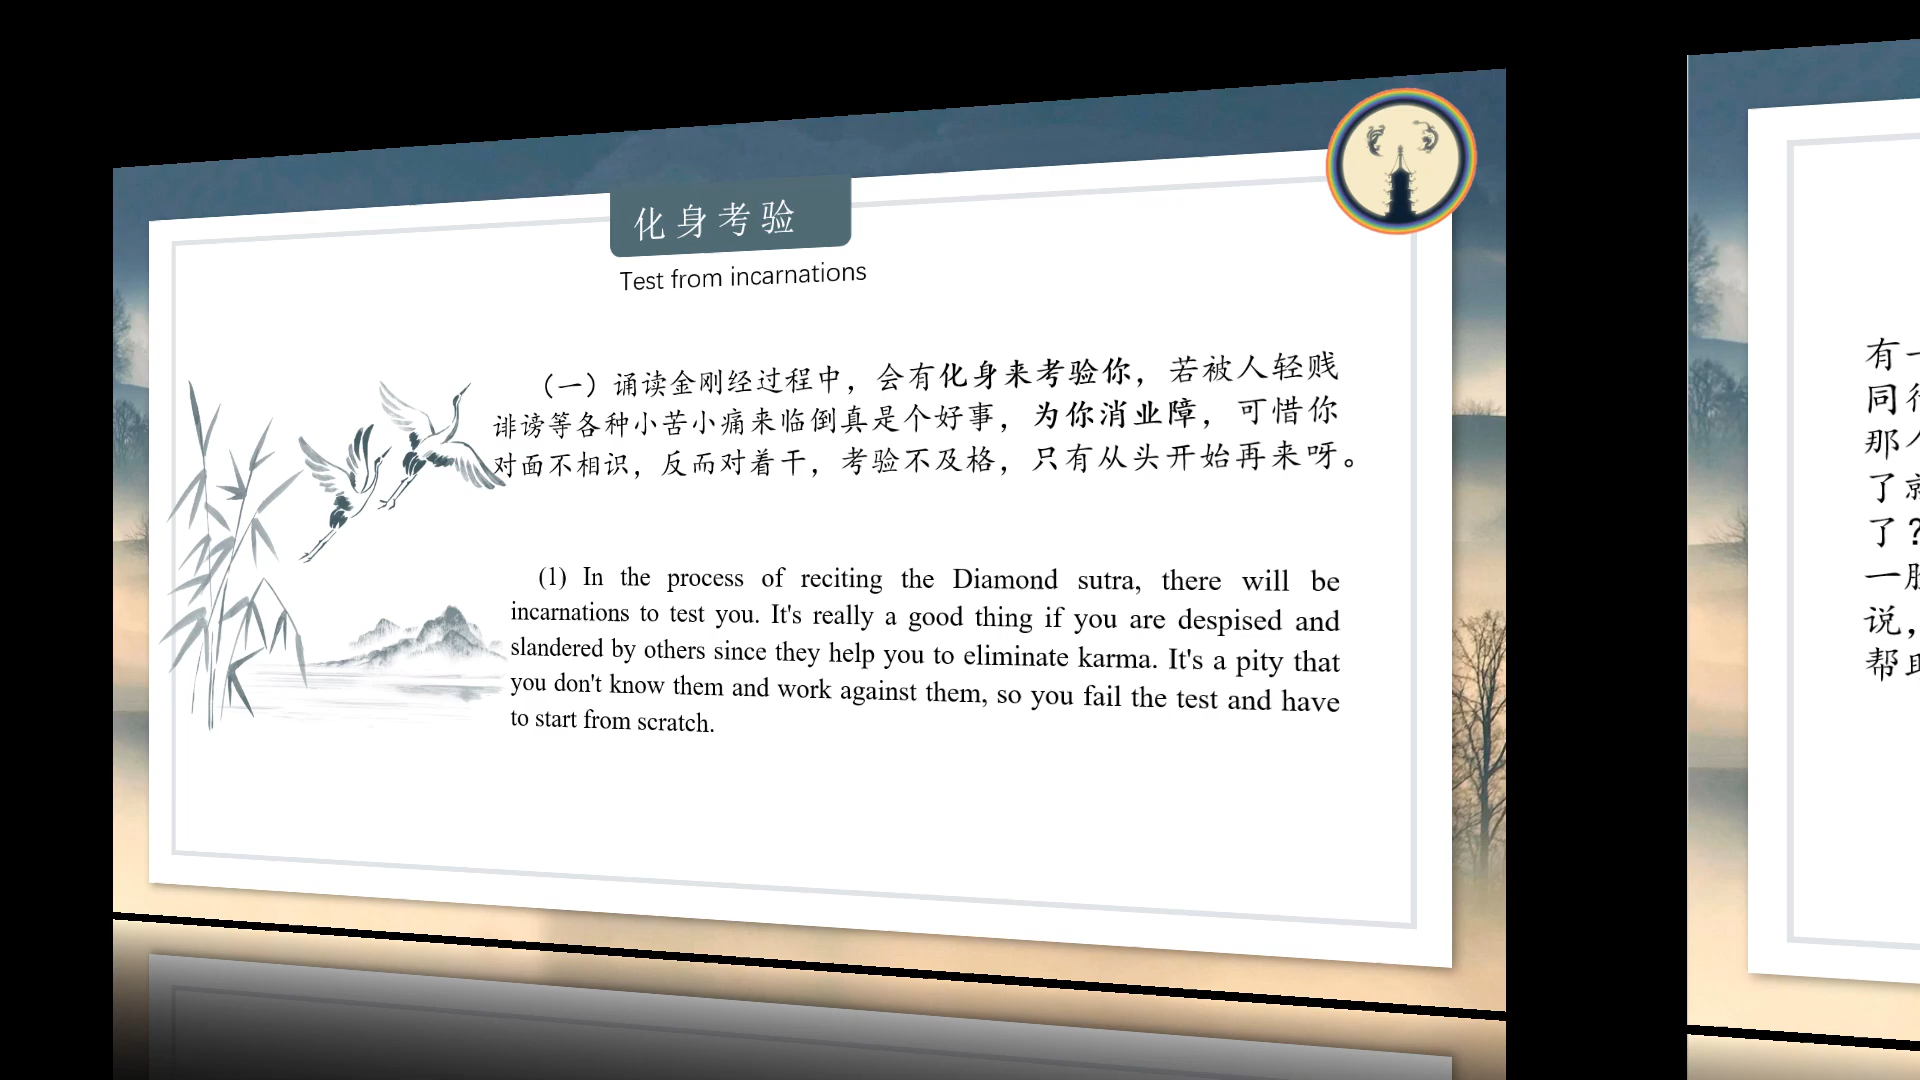 化身考验
Test from incarnations
（一）诵读金刚经过程中，会有化身来考验你，若被人轻贱
诽谤等各种小苦小痛来临倒真是个好事，为你消业障，可惜你
对面不相识，反而对着干，考验不及格，只有从头开始再来呀。
(1) In the process of reciting the Diamond sutra, there will be
incarnations to test you. It's really a good thing if you are despised and
slandered by others since they help you to eliminate karma. It's a pity that
you don't know them and work against them, so you fail the test and have
to start from scratch.
有一
同
那
了
了?
一
说，
帮